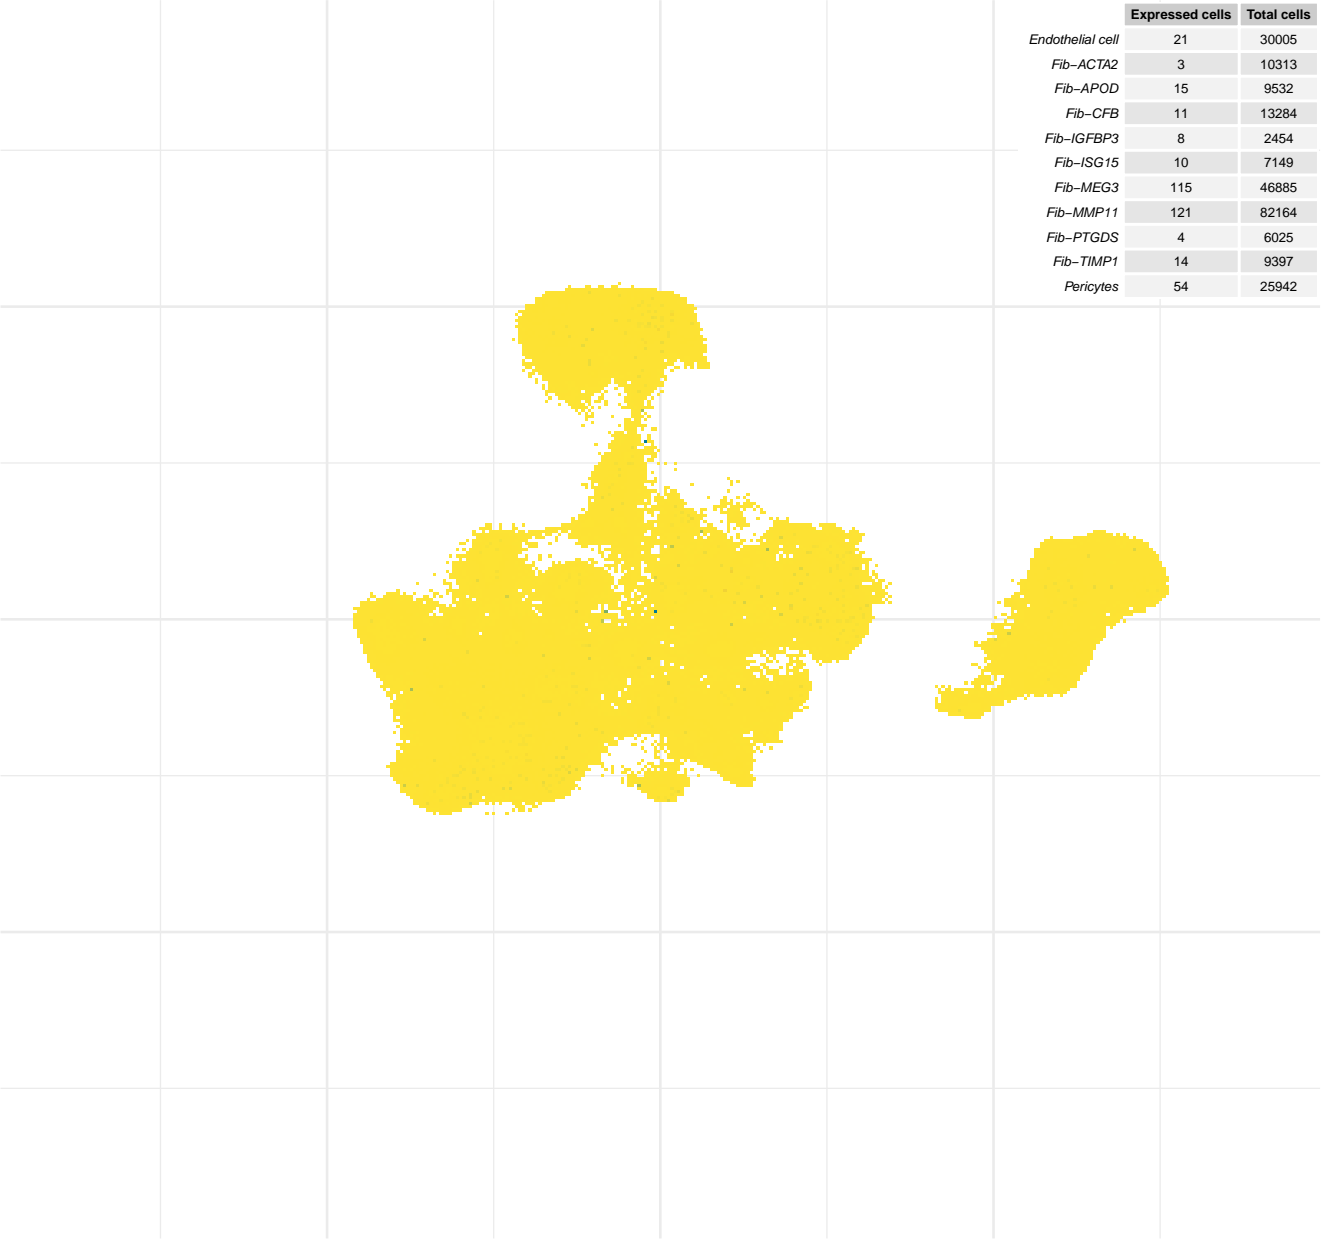 Expressed cells Total cells
Endothelial cell 21 30005
Fib−ACTA2 3 10313
Fib−APOD 15 9532
Fib−CFB 11 13284
Fib−IGFBP3 8 2454
Fib−ISG15 10 7149
Fib−MEG3 115 46885
Fib−MMP11 121 82164
Fib−PTGDS 4 6025
Fib−TIMP1 14 9397
Pericytes 54 25942